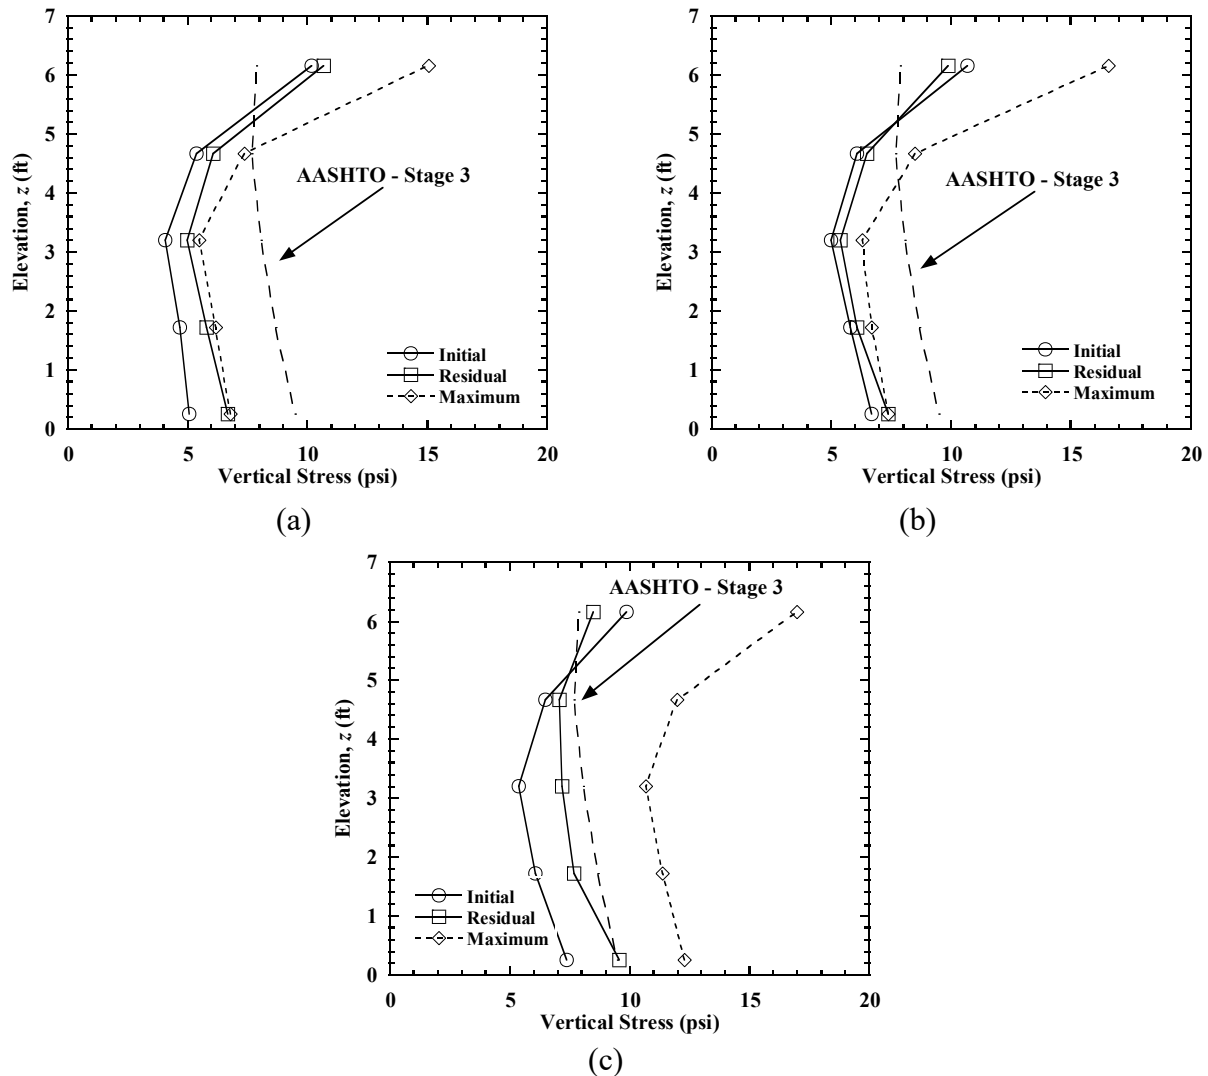 7
6
5
4
3
2
1
0
Elevation, z (ft)
AASHTO - Stage 3
Initial
Residual
Maximum
0 5 10 15 20
Vertical Stress (psi)
(a)
7
6
5
4
3
2
1
0
Elevation, z (ft)
AASHTO - Stage 3
Initial
Residual
Maximum
0 5 10 15 20
Vertical Stress (psi)
(b)
7
6
5
4
3
2
1
0
Elevation, z (ft)
AASHTO - Stage 3
Initial
Residual
Maximum
0 5 10 15 20
Vertical Stress (psi)
(c)